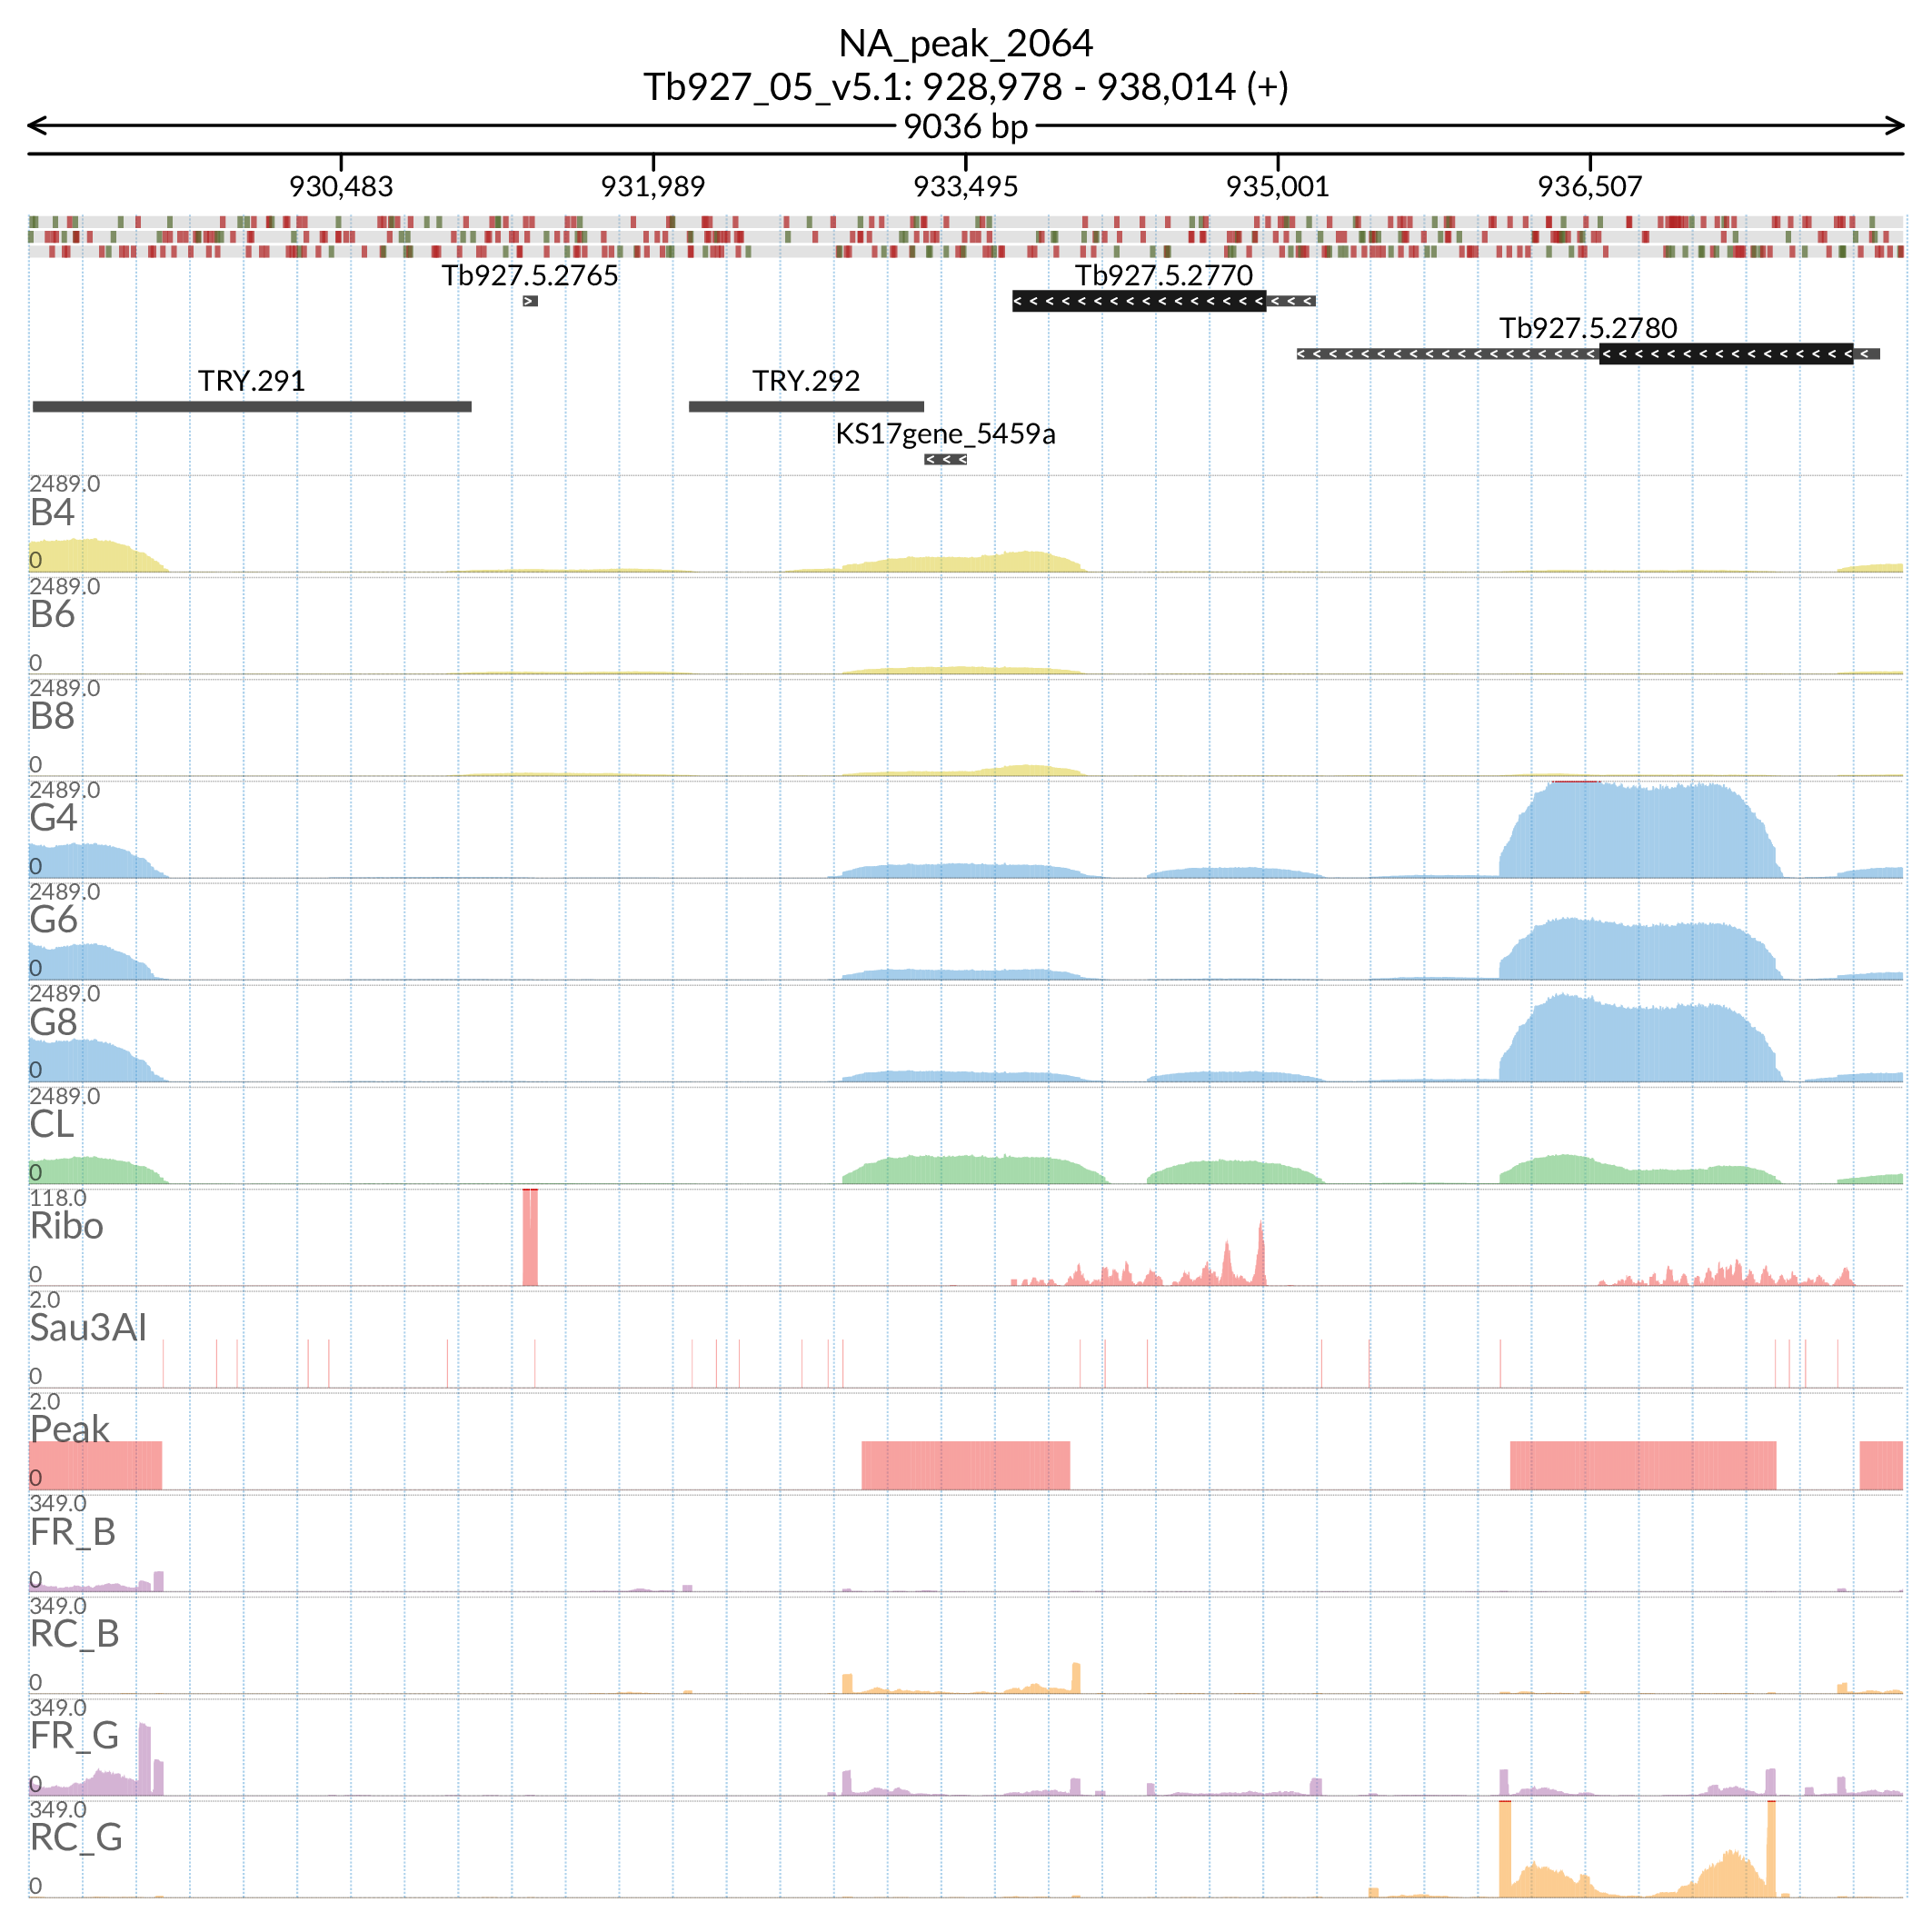 NA_peak_2064
Tb927_05_v5.1: 928,978 - 938,014 (+)
9036 bp
930,483 931,989 933,495 935,001 936,507
Tb927.5.2765 Tb927.5.2770
Tb927.5.2780
TRY.291 TRY.292
KS17gene_5459a
2489.0
B4
0
2489.0
B6
0
2489.0
B8
0
2489.0
G4
0
2489.0
G6
0
2489.0
G8
0
2489.0
CL
0
118.0
Ribo
0
2.0
Sau3AI
0
2.0
Peak
0
349.0
FR_B
0
349.0
RC_B
0
349.0
FR_G
0
349.0
RC_G
0